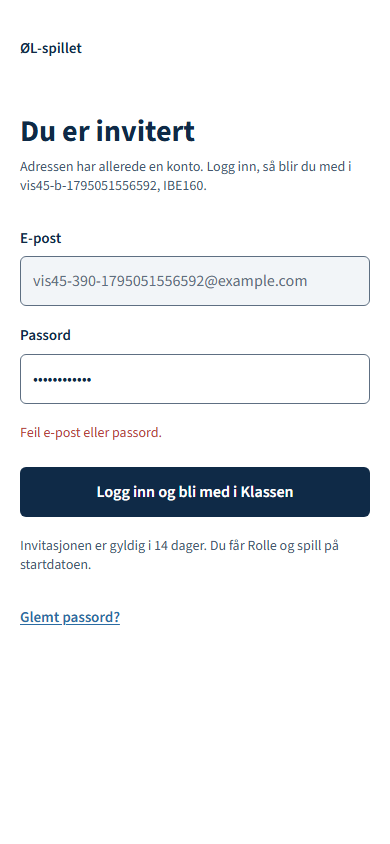 ØL-spillet
Du er invitert
Adressen har allerede en konto. Logg inn, så blir du med i
vis45-b-1795051556592, IBE160.
E-post
vis45-390-1795051556592@example.com
Passord
••••••••••••
Feil e-post eller passord.
Logg inn og bli med i Klassen
Invitasjonen er gyldig i 14 dager. Du får Rolle og spill på
startdatoen.
Glemt passord?